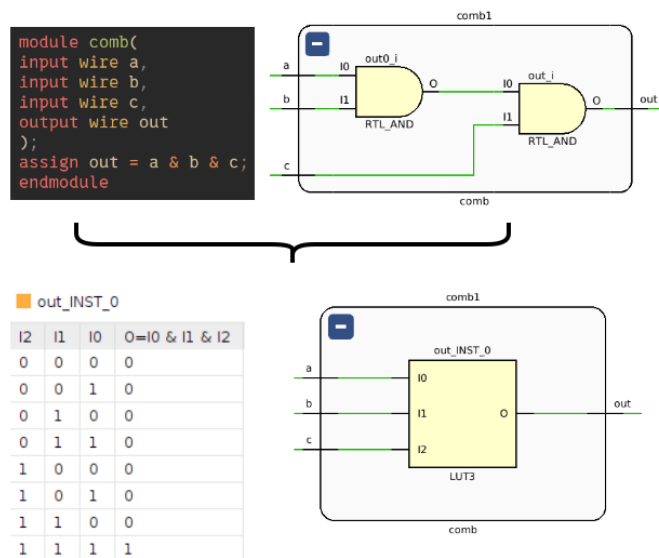 module comb(
input wire a,
input wire b,
input wire c,
output wire out
);
assign out = a & b & c;
endmodule
comb1
out0_i
a
I0
O
I0
out_i
b
I1
O
out
RTL_AND
I1
RTL_AND
c
comb
out_INST_0
I2 I1 I0 O=I0 & I1 & I2
0 0 0 0
0 0 1 0
0 1 0 0
0 1 1 0
1 0 0 0
1 0 1 0
1 1 0 0
1 1 1 1
comb1
out_INST_0
a
I0
b
I1
O
out
c
I2
LUT3
comb